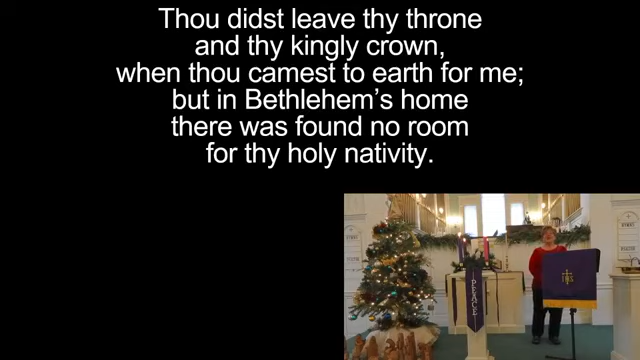 Thou didst leave thy throne
and thy kingly crown,
when thou camest to earth for me;
but in Bethlehem's home
there was found no room
for thy holy nativity.
PEACE